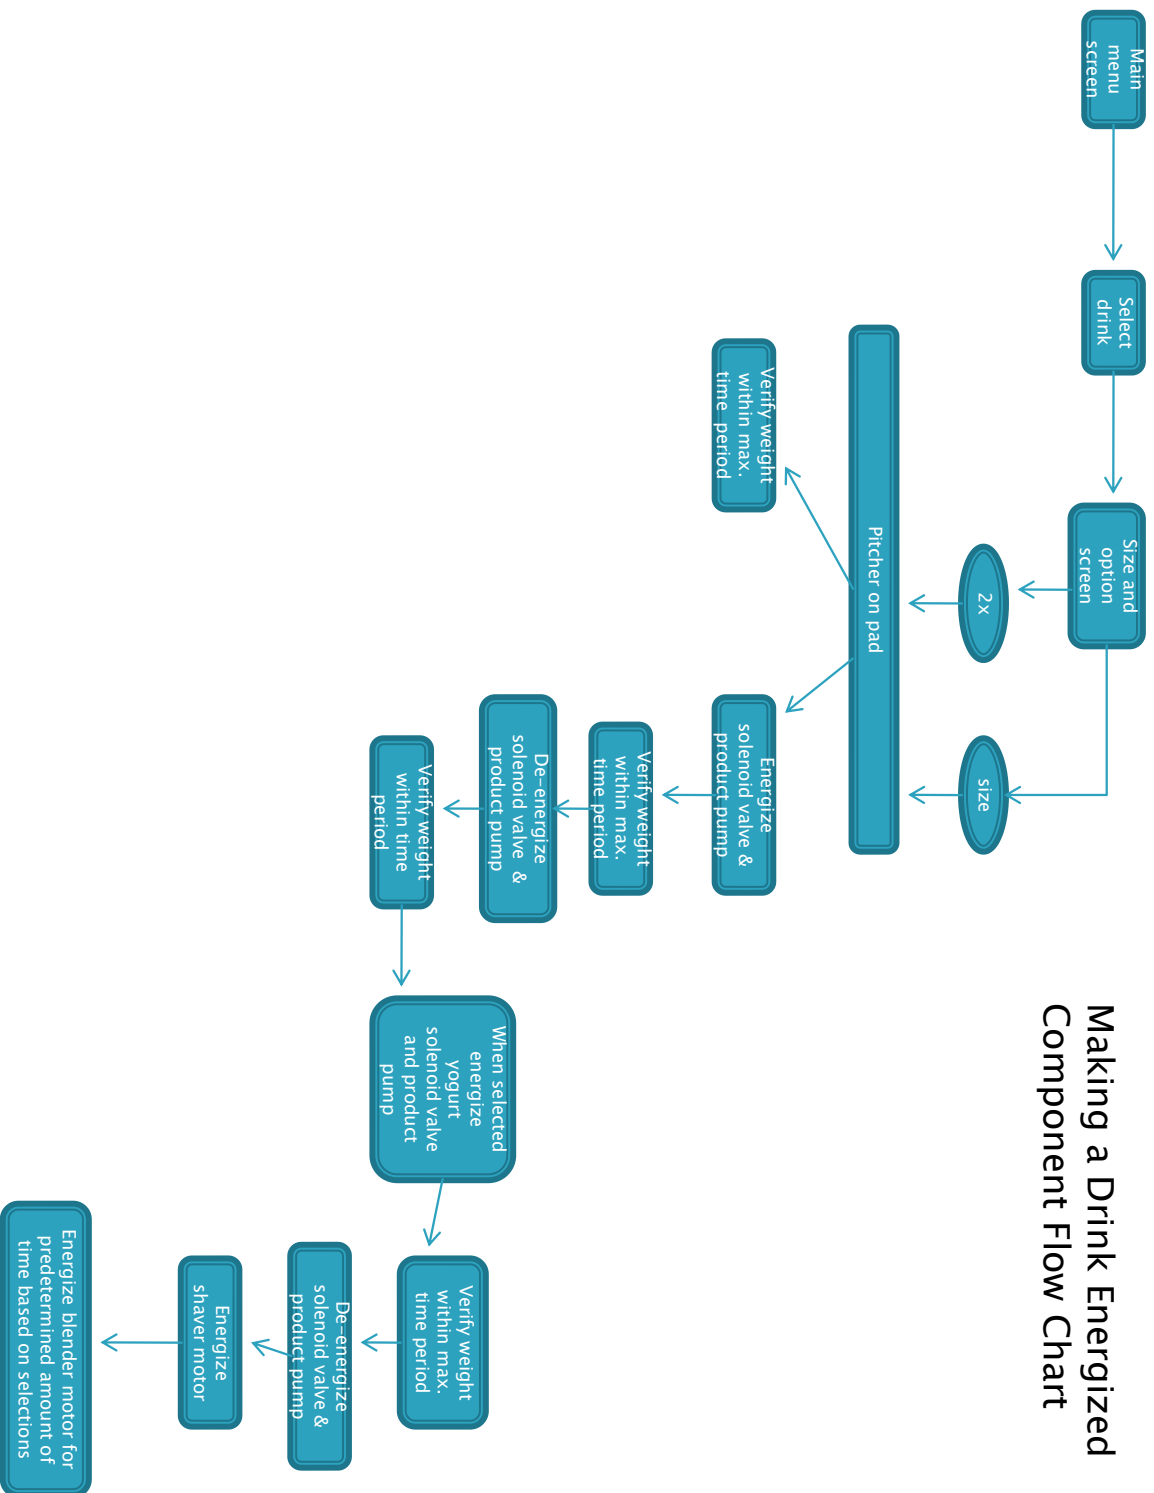 Making a Drink Energized
Component Flow Chart
Main
menu
screen
Select
drink
Size and
option
screen
2x
size
Pitcher on pad
Verify weight
within max.
time period
Energize
solenoid valve &
product pump
Verify weight
within max.
time period
De-energize
solenoid valve &
product pump
Verify weight
within time
period
When selected
energize
yogurt
solenoid valve
and product
pump
Verify weight
within max.
time period
De-energize
solenoid valve &
product pump
Energize
shaver motor
Energize blender motor for
predetermined amount of
time based on selections